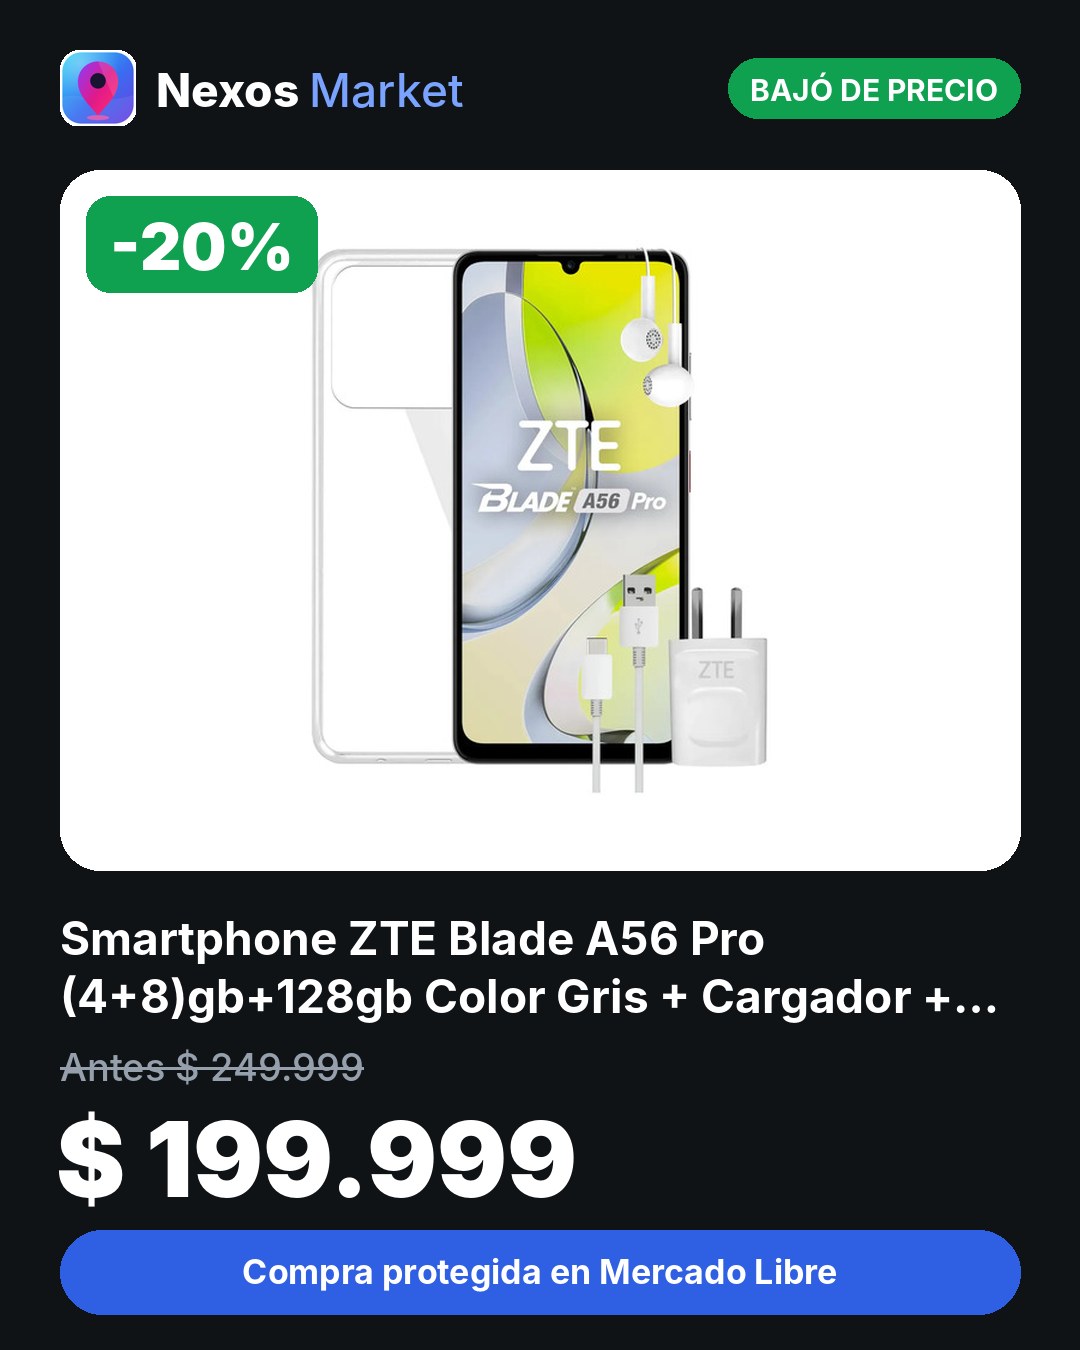 Nexos Market
BAJÓ DE PRECIO
-20%
ZTE
BLADE A56 Pro
ZTE
Smartphone ZTE Blade A56 Pro
(4+8)gb+128gb Color Gris + Cargador +...
Antes $ 249.999
$ 199.999
Compra protegida en Mercado Libre